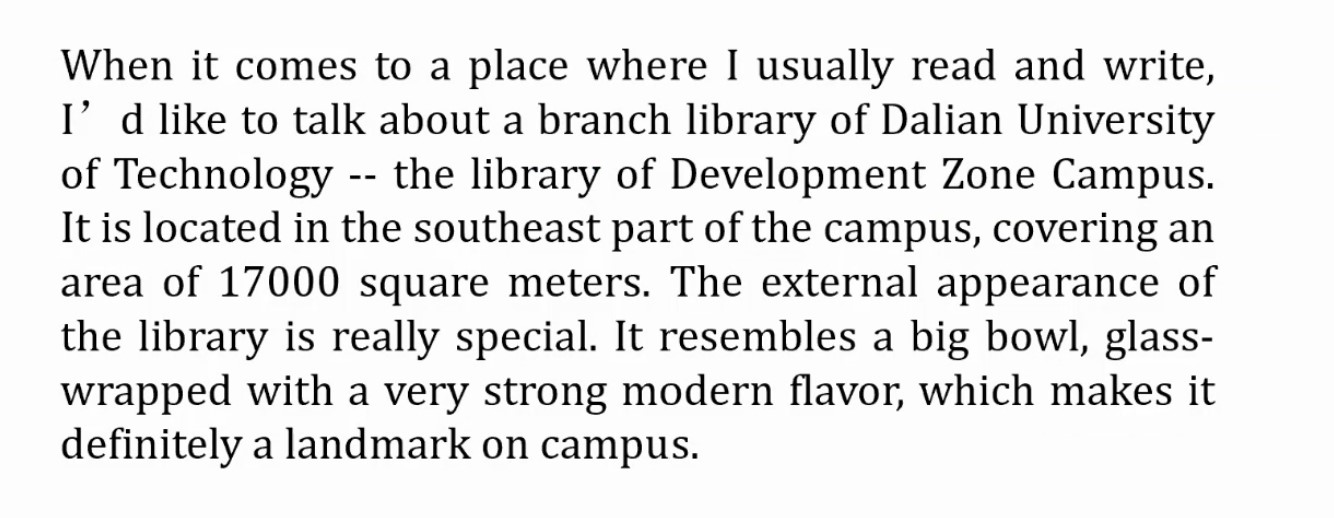 When it comes to a place where I usually read and write,
I’ d like to talk about a branch library of Dalian University
of Technology -- the library of Development Zone Campus.
It is located in the southeast part of the campus, covering an
area of 17000 square meters. The external appearance of
the library is really special. It resembles a big bowl, glass-
wrapped with a very strong modern flavor, which makes it
definitely a landmark on campus.